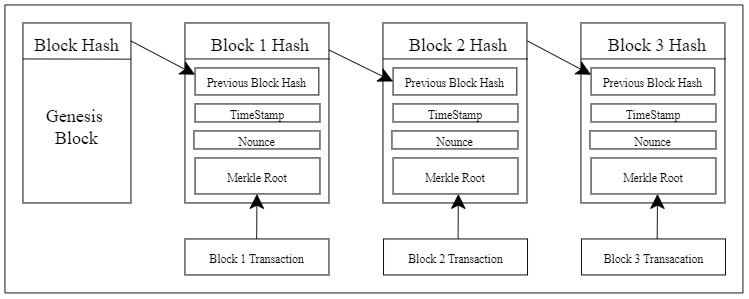 Block Hash
Genesis
Block
Block 1 Hash
Previous Block Hash
TimeStamp
Nounce
Merkle Root
Block 1 Transaction
Block 2 Hash
Previous Block Hash
TimeStamp
Nounce
Merkle Root
Block 2 Transaction
Block 3 Hash
Previous Block Hash
TimeStamp
Nounce
Merkle Root
Block 3 Transacation